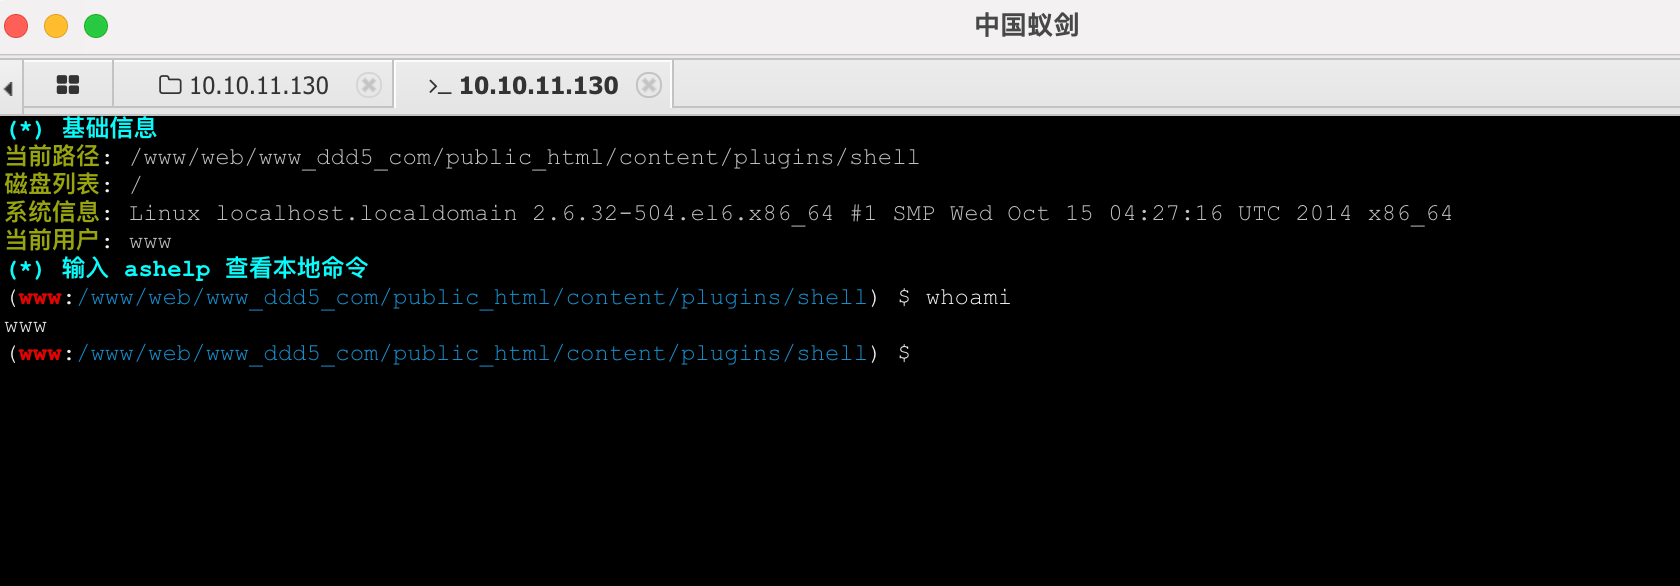 中国蚁剑
10.10.11.130
>_ 10.10.11.130
(*) 基础信息
当前路径: /www/web/www_ddd5_com/public_html/content/plugins/shell
磁盘列表: /
系统信息: Linux localhost.localdomain 2.6.32-504.el6.x86_64 #1 SMP Wed Oct 15 04:27:16 UTC 2014 x86_64
当前用户: www
(*) 输入 ashelp 查看本地命令
(www:/www/web/www_ddd5_com/public_html/content/plugins/shell) $ whoami
www
(www:/www/web/www_ddd5_com/public_html/content/plugins/shell) $